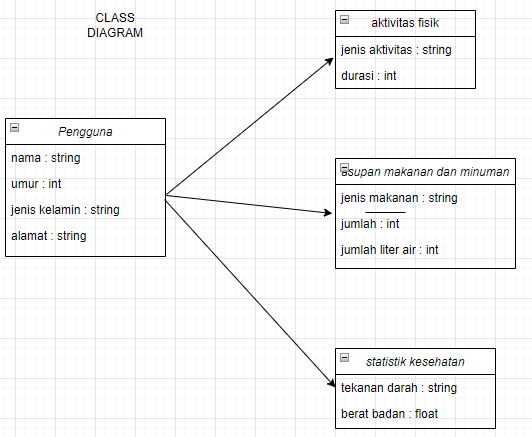 CLASS
DIAGRAM
aktivitas fisik
jenis aktivitas : string
durasi : int
Pengguna
nama : string
umur : int
jenis kelamin : string
alamat : string
asupan makanan dan minuman
jenis makanan : string
jumlah : int
jumlah liter air : int
statistik kesehatan
tekanan darah : string
berat badan : float